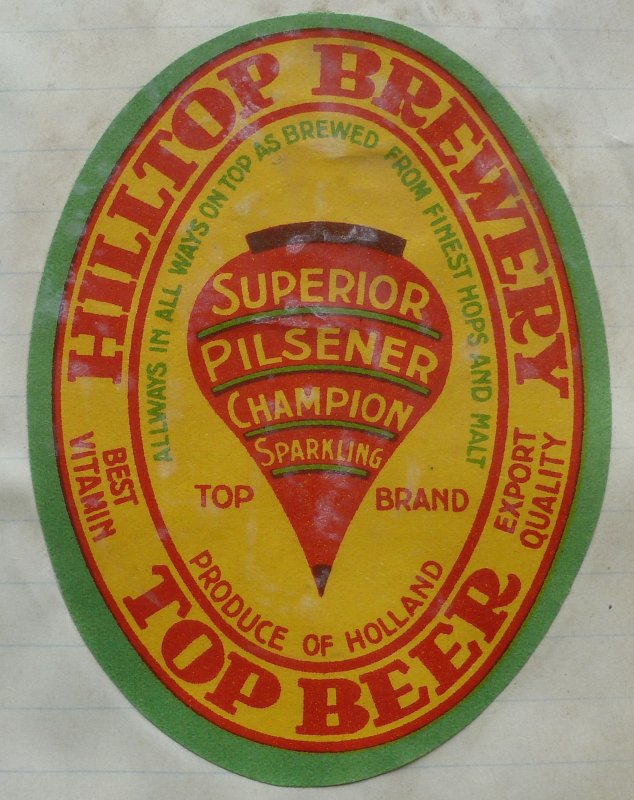 HILLTOP BREWERY
ALLWAYS IN ALL WAYS ON TOP AS BREWED FROM FINEST HOPS AND MALT
SUPERIOR
PILSENER
CHAMPION
SPARKLING
TOP BRAND
BEST
VITAMIN
EXPORT
QUALITY
PRODUCE OF HOLLAND
TOP BEER